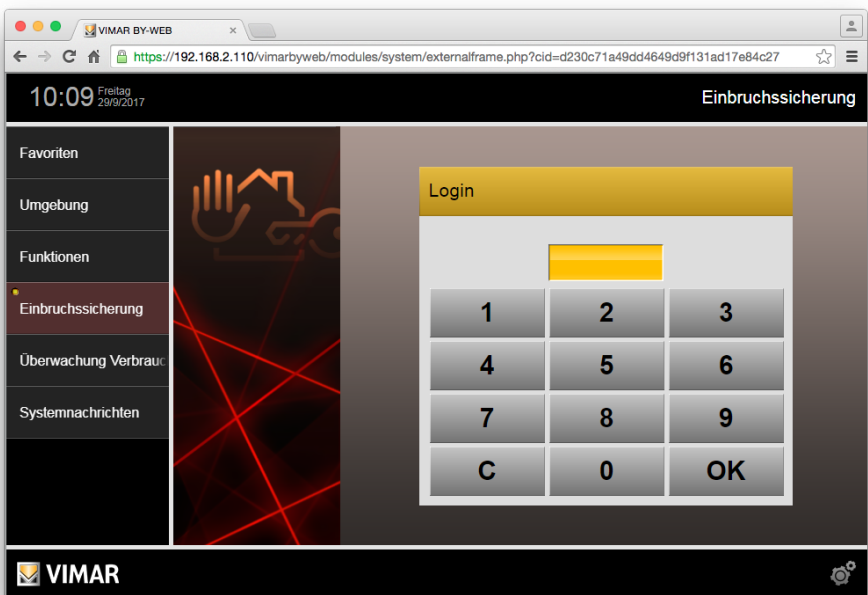 VIMAR BY-WEB
https://192.168.2.110/vimarbyweb/modules/system/externalframe.php?cid=d230c71a49dd4649d9f131ad17e84c27
10:09 Freitag
29/9/2017
Einbruchssicherung
Favoriten
Umgebung
Funktionen
Einbruchssicherung
Überwachung Verbrauc
Systemnachrichten
Login
1 2 3
4 5 6
7 8 9
C 0 OK
VIMAR